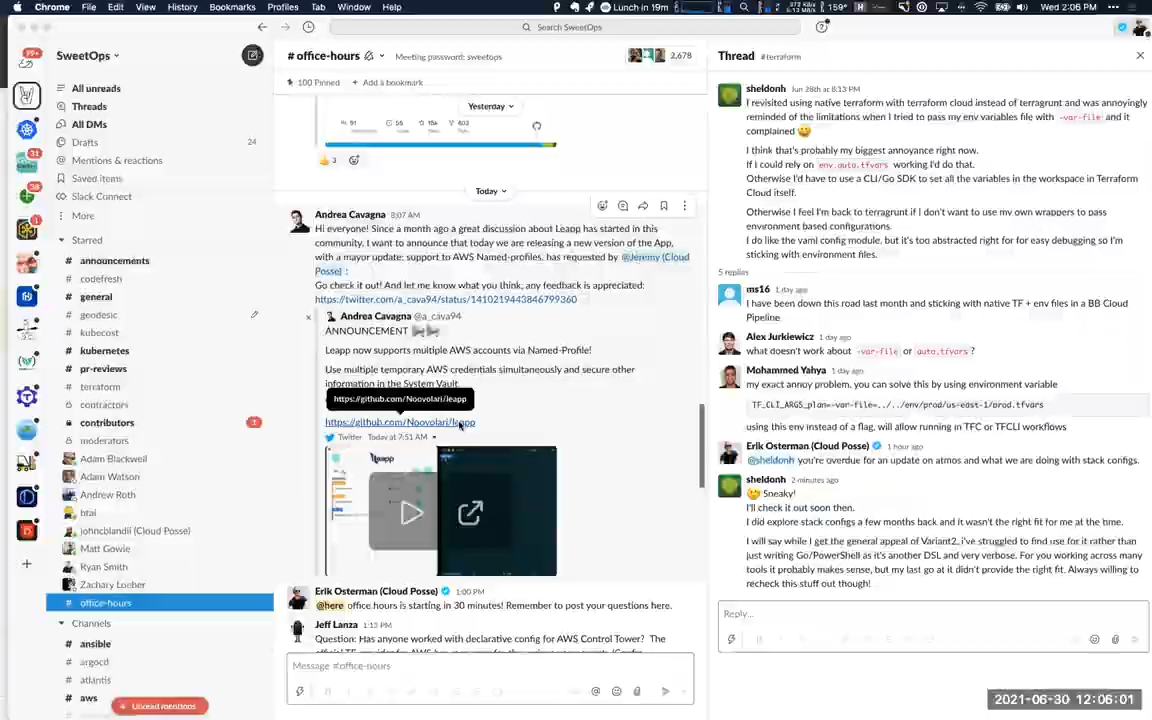 Chrome File Edit View History Bookmarks Profiles Tab Window Help
Lunch in 19m
159°
Wed 2:06 PM
Search SweetOps
SweetOps
All unreads
Threads
All DMs
Drafts 24
Mentions & reactions
Saved items
Slack Connect
More
Starred
announcements
codefresh
general
geodesic
kubecost
kubernetes
pr-reviews
terraform
contractors
contributors 1
moderators
Adam Blackwell
Adam Watson
Andrew Roth
btai
johncblandii (Cloud Posse)
Matt Gowie
Ryan Smith
Zachary Loeber
# office-hours
Channels
# ansible
# argocd
# atlantis
# aws
Unread mentions
# office-hours
Meeting password: sweetops
2,678
100 Pinned + Add a bookmark
Yesterday
3
Today
Andrea Cavagna 8:07 AM
Hi everyone! Since a month ago a great discussion about Leapp has started in this
community, I want to announce that today we are releasing a new version of the App,
with a mayor update: support to AWS Named-profiles, has requested by @Jeremy (Cloud
Posse) :
Go check it out! And let me know what you think, any feedback is appreciated:
https://twitter.com/a_cava94/status/1410219443846799360
Andrea Cavagna @a_cava94
ANNOUNCEMENT
Leapp now supports multiple AWS accounts via Named-Profile!
Use multiple temporary AWS credentials simultaneously and secure other
information in the System Vault.
https://github.com/Noovolari/leapp
https://github.com/Noovolari/leapp
Twitter Today at 7:51 AM
Leapp
Erik Osterman (Cloud Posse) 1:00 PM
@here office hours is starting in 30 minutes! Remember to post your questions here.
Jeff Lanza 1:13 PM
Question: Has anyone worked with declarative config for AWS Control Tower? The
Message #office-hours
Thread #terraform
sheldonh Jun 28th at 8:13 PM
I revisited using native terraform with terraform cloud instead of terragrunt and was annoyingly
reminded of the limitations when I tried to pass my env variables file with -var-file and it
complained
I think that's probably my biggest annoyance right now.
If I could rely on env.auto.tfvars working I'd do that.
Otherwise I'd have to use a CLI/Go SDK to set all the variables in the workspace in Terraform
Cloud itself.
Otherwise I feel I'm back to terragrunt if I don't want to use my own wrappers to pass
environment based configurations.
I do like the yaml config module, but it's too abstracted right for for easy debugging so I'm
sticking with environment files.
5 replies
ms16 1 day ago
I have been down this road last month and sticking with native TF + env files in a BB Cloud
Pipeline
Alex Jurkiewicz 1 day ago
what doesn't work about -var-file or auto.tfvars ?
Mohammed Yahya 1 day ago
my exact annoy problem, you can solve this by using environment variable
TF_CLI_ARGS_plan=-var-file=../../env/prod/us-east-1/prod.tfvars
using this env instead of a flag, will allow running in TFC or TFCLI workflows
Erik Osterman (Cloud Posse) 1 hour ago
@sheldonh you're overdue for an update on atmos and what we are doing with stack configs.
sheldonh 2 minutes ago
Sneaky!
I'll check it out soon then.
I did explore stack configs a few months back and it wasn't the right fit for me at the time.
I will say while I get the general appeal of Variant2, i've struggled to find use for it rather than
just writing Go/PowerShell as it's another DSL and very verbose. For you working across many
tools it probably makes sense, but my last go at it didn't provide the right fit. Always willing to
recheck this stuff out though!
Reply...
2021-06-30 12:06:01